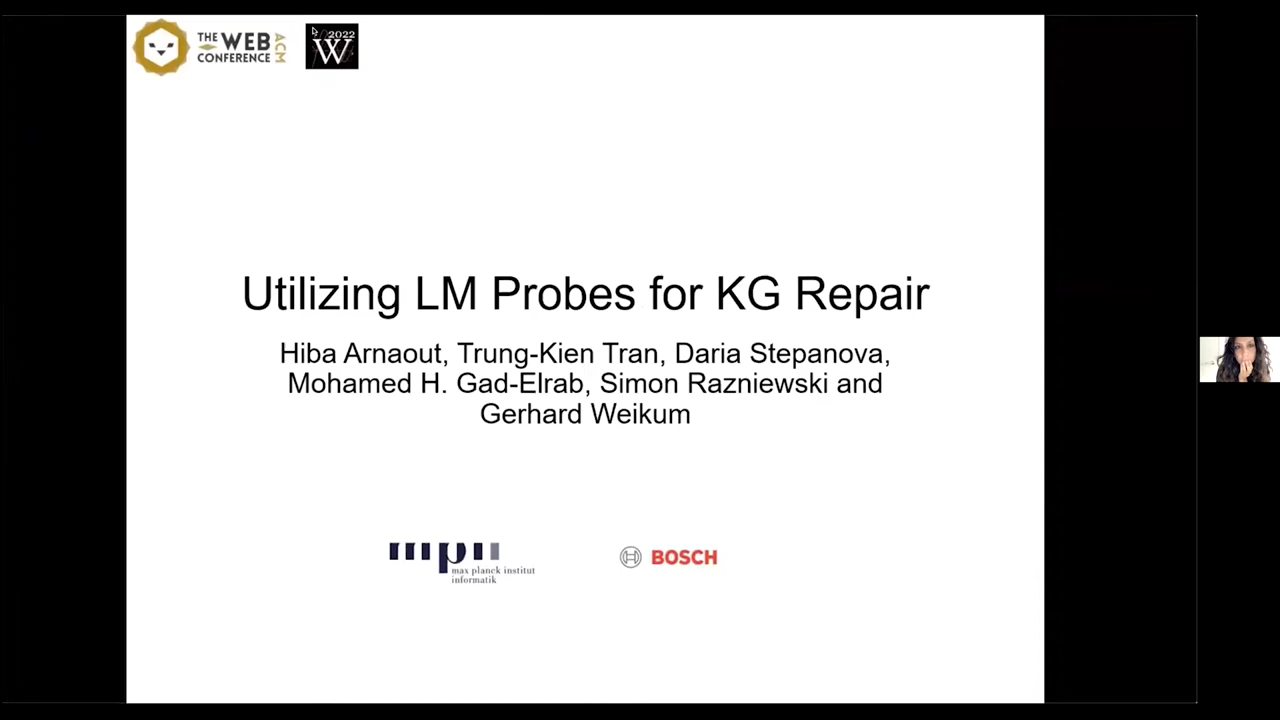 THE WEB
CONFERENCE
ACM
2022
W
Utilizing LM Probes for KG Repair
Hiba Arnaout, Trung-Kien Tran, Daria Stepanova,
Mohamed H. Gad-Elrab, Simon Razniewski and
Gerhard Weikum
mpii
max planck institut
informatik
BOSCH